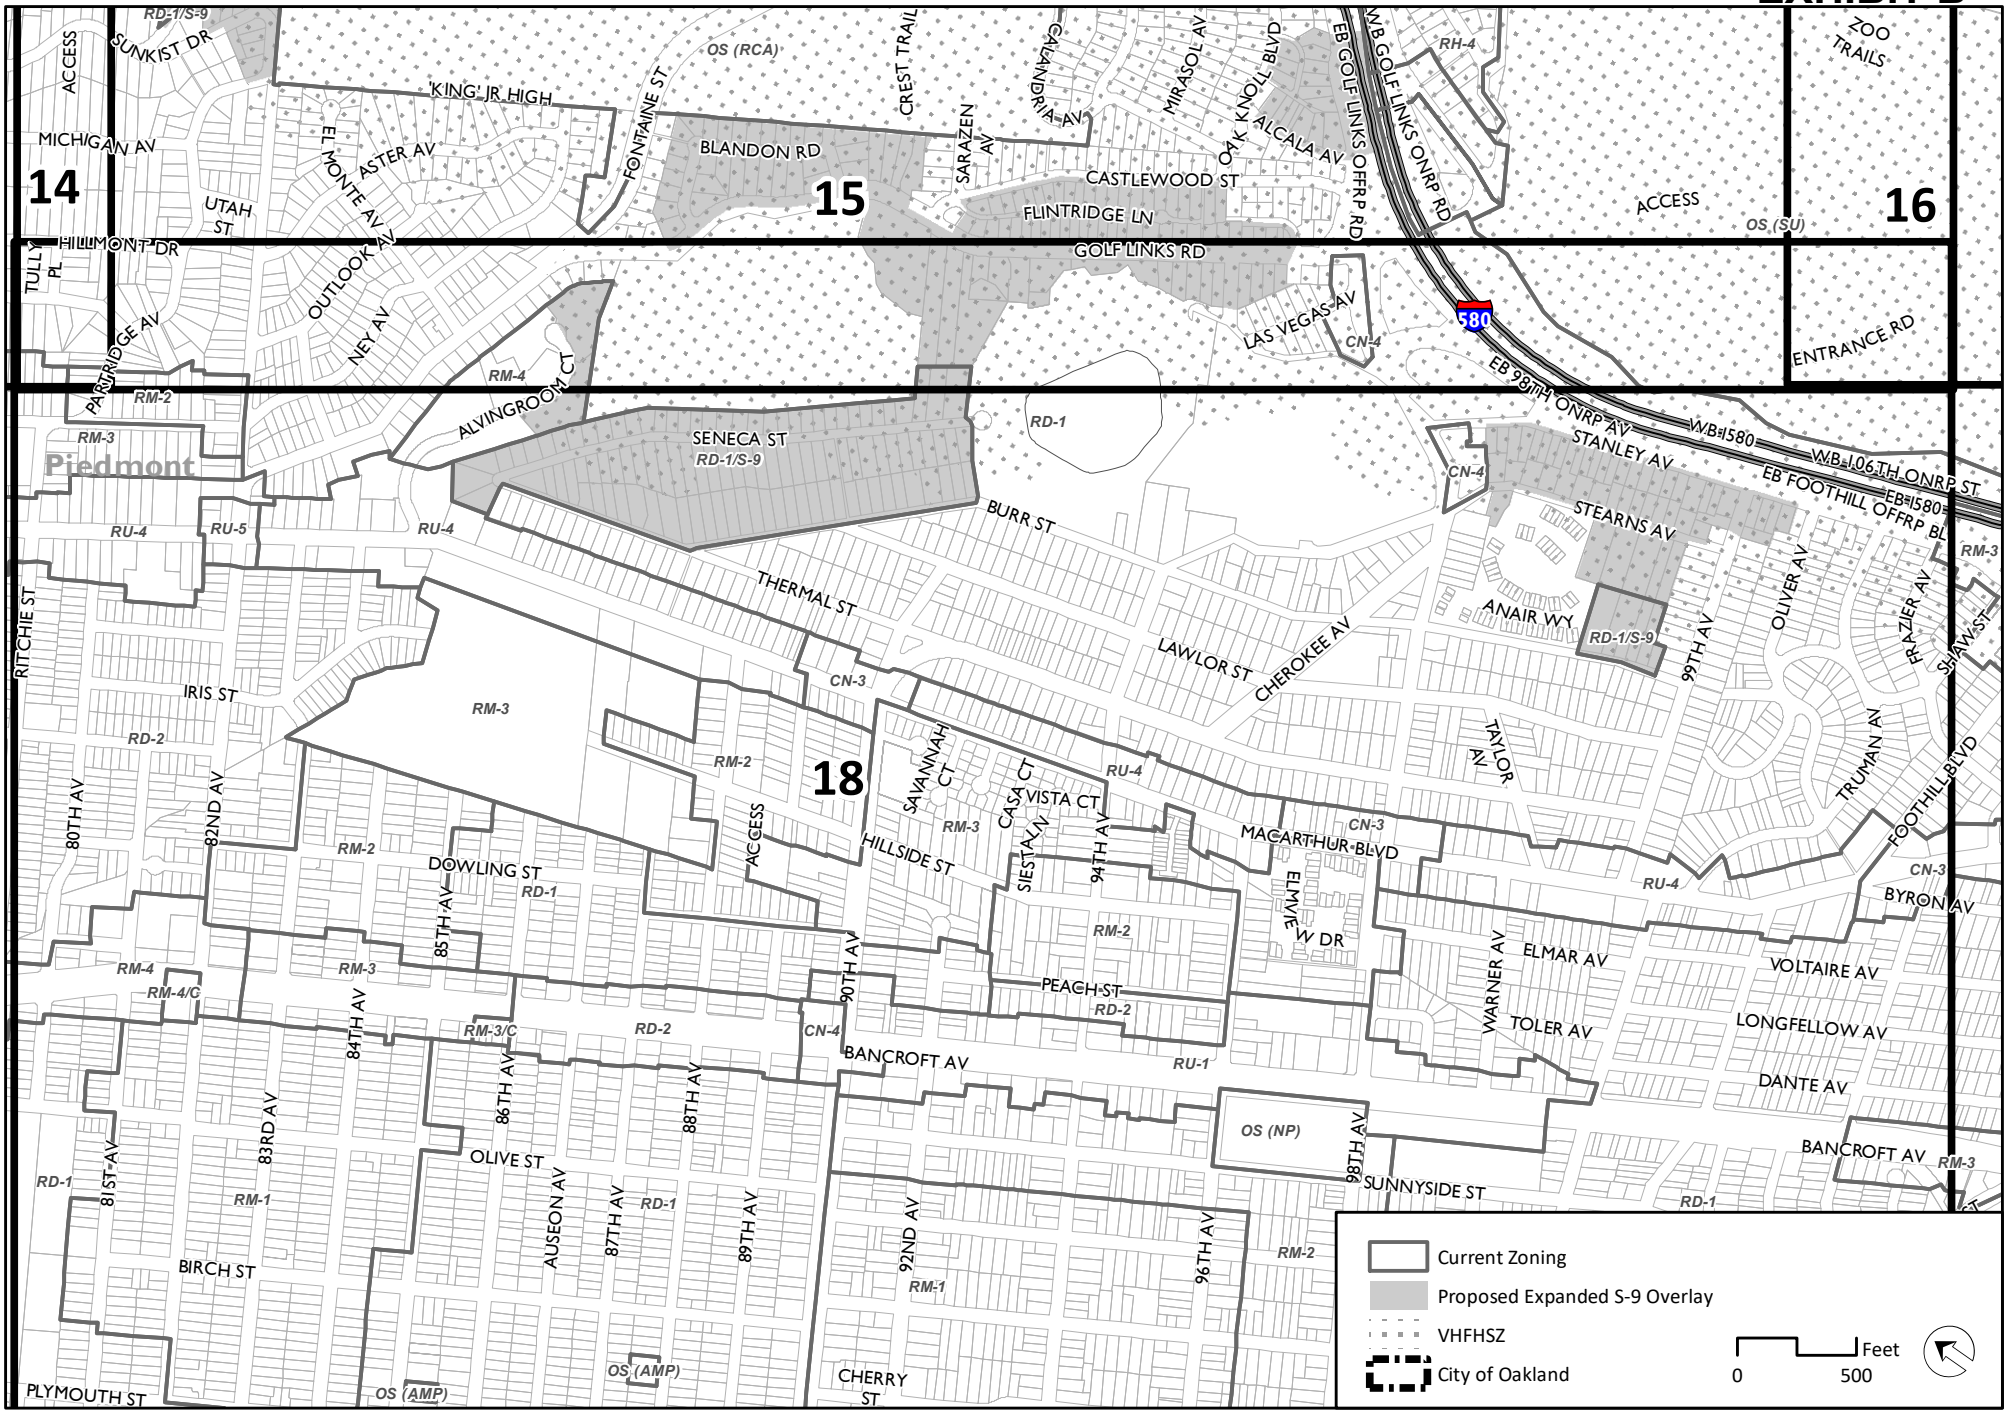 EXHIBIT B
RD-1/S-9
SUNKIST DR
ACCESS
OS (RCA)
CREST TRAIL
CALANDRIA AV
MIRASOL AV
OAK KNOLL BLVD
EB GOLF LINKS OFFRP RD
WB GOLF LINKS ONRP RD
RH-4
ZOO
TRAILS
'KING' JR HIGH
FONTAINE ST
MICHIGAN AV
EL MONTE AV
ASTER AV
BLANDON RD
SARAZEN
AV
ALCALA AV
14
UTAH
ST
15
CASTLEWOOD ST
FLINTRIDGE LN
ACCESS
16
OS (SU)
TULLY
PL
HILLMONT DR
OUTLOOK AV
GOLF LINKS RD
PARTRIDGE AV
NEY AV
LAS VEGAS AV
CN-4
580
ENTRANCE RD
RM-4
ALVINGROOM CT
EB 98TH ONRP AV
RM-2
RM-3
Piedmont
SENECA ST
RD-1/S-9
RD-1
WB I580
STANLEY AV
WB 106TH ONRP ST
CN-4
EB FOOTHILL OFFRP BL
EB I580
RU-4
RU-5
RU-4
BURR ST
STEARNS AV
RM-3
RITCHIE ST
THERMAL ST
OLIVER AV
FRAZIER AV
ANAIR WY
RD-1/S-9
SHAW ST
IRIS ST
LAWLOR ST
CHEROKEE AV
99TH AV
CN-3
RM-3
RD-2
RM-2
18
SAVANNAH
CT
CASA CT
VISTA CT
RU-4
TAYLOR
AV
TRUMAN AV
FOOTHILL BLVD
80TH AV
82ND AV
ACCESS
RM-3
SIESTA LN
94TH AV
CN-3
MACARTHUR BLVD
RM-2
DOWLING ST
HILLSIDE ST
RD-1
ELMVIEW DR
RU-4
CN-3
BYRON AV
85TH AV
RM-2
RM-4
RM-3
90TH AV
WARNER AV
ELMAR AV
VOLTAIRE AV
RM-4/C
PEACH ST
RD-2
84TH AV
RM-3/C
RD-2
CN-4
TOLER AV
LONGFELLOW AV
BANCROFT AV
RU-1
DANTE AV
86TH AV
88TH AV
83RD AV
OS (NP)
98TH AV
BANCROFT AV
RM-3
81ST AV
OLIVE ST
RD-1
RM-1
AUSEON AV
87TH AV
RD-1
89TH AV
SUNNYSIDE ST
RD-1
ST
92ND AV
96TH AV
RM-2
BIRCH ST
RM-1
OS (AMP)
OS (AMP)
PLYMOUTH ST
CHERRY
ST
Current Zoning
Proposed Expanded S-9 Overlay
VHFHSZ
City of Oakland
Feet
0 500